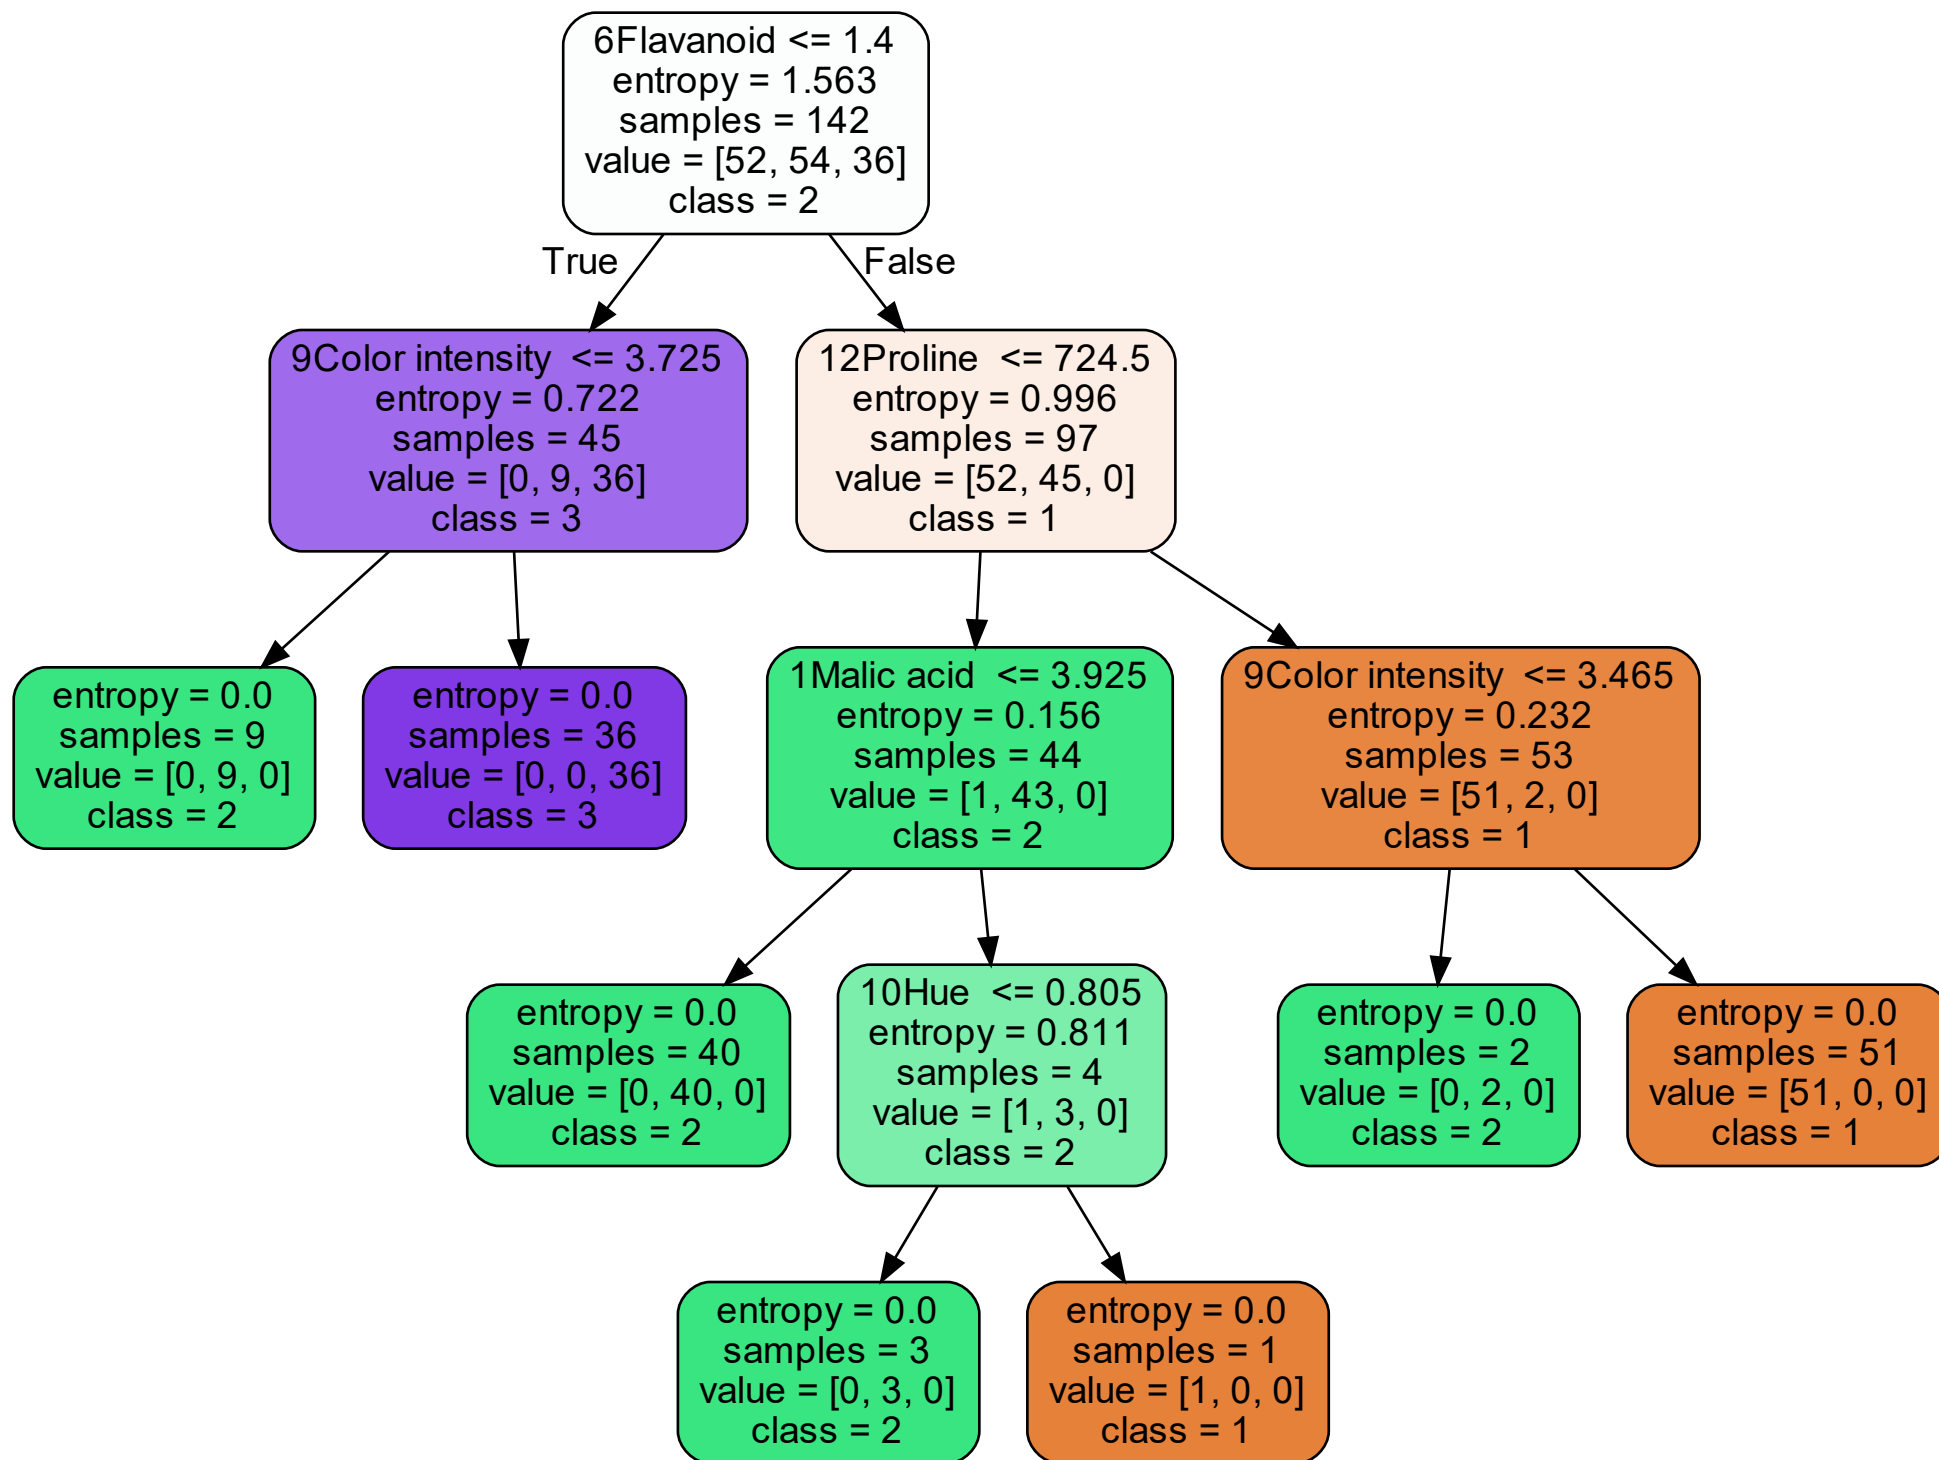 6Flavanoid <= 1.4
entropy = 1.563
samples = 142
value = [52, 54, 36]
class = 2
True
False
9Color intensity  <= 3.725
entropy = 0.722
samples = 45
value = [0, 9, 36]
class = 3
12Proline  <= 724.5
entropy = 0.996
samples = 97
value = [52, 45, 0]
class = 1
entropy = 0.0
samples = 9
value = [0, 9, 0]
class = 2
entropy = 0.0
samples = 36
value = [0, 0, 36]
class = 3
1Malic acid  <= 3.925
entropy = 0.156
samples = 44
value = [1, 43, 0]
class = 2
9Color intensity  <= 3.465
entropy = 0.232
samples = 53
value = [51, 2, 0]
class = 1
entropy = 0.0
samples = 40
value = [0, 40, 0]
class = 2
10Hue  <= 0.805
entropy = 0.811
samples = 4
value = [1, 3, 0]
class = 2
entropy = 0.0
samples = 2
value = [0, 2, 0]
class = 2
entropy = 0.0
samples = 51
value = [51, 0, 0]
class = 1
entropy = 0.0
samples = 3
value = [0, 3, 0]
class = 2
entropy = 0.0
samples = 1
value = [1, 0, 0]
class = 1